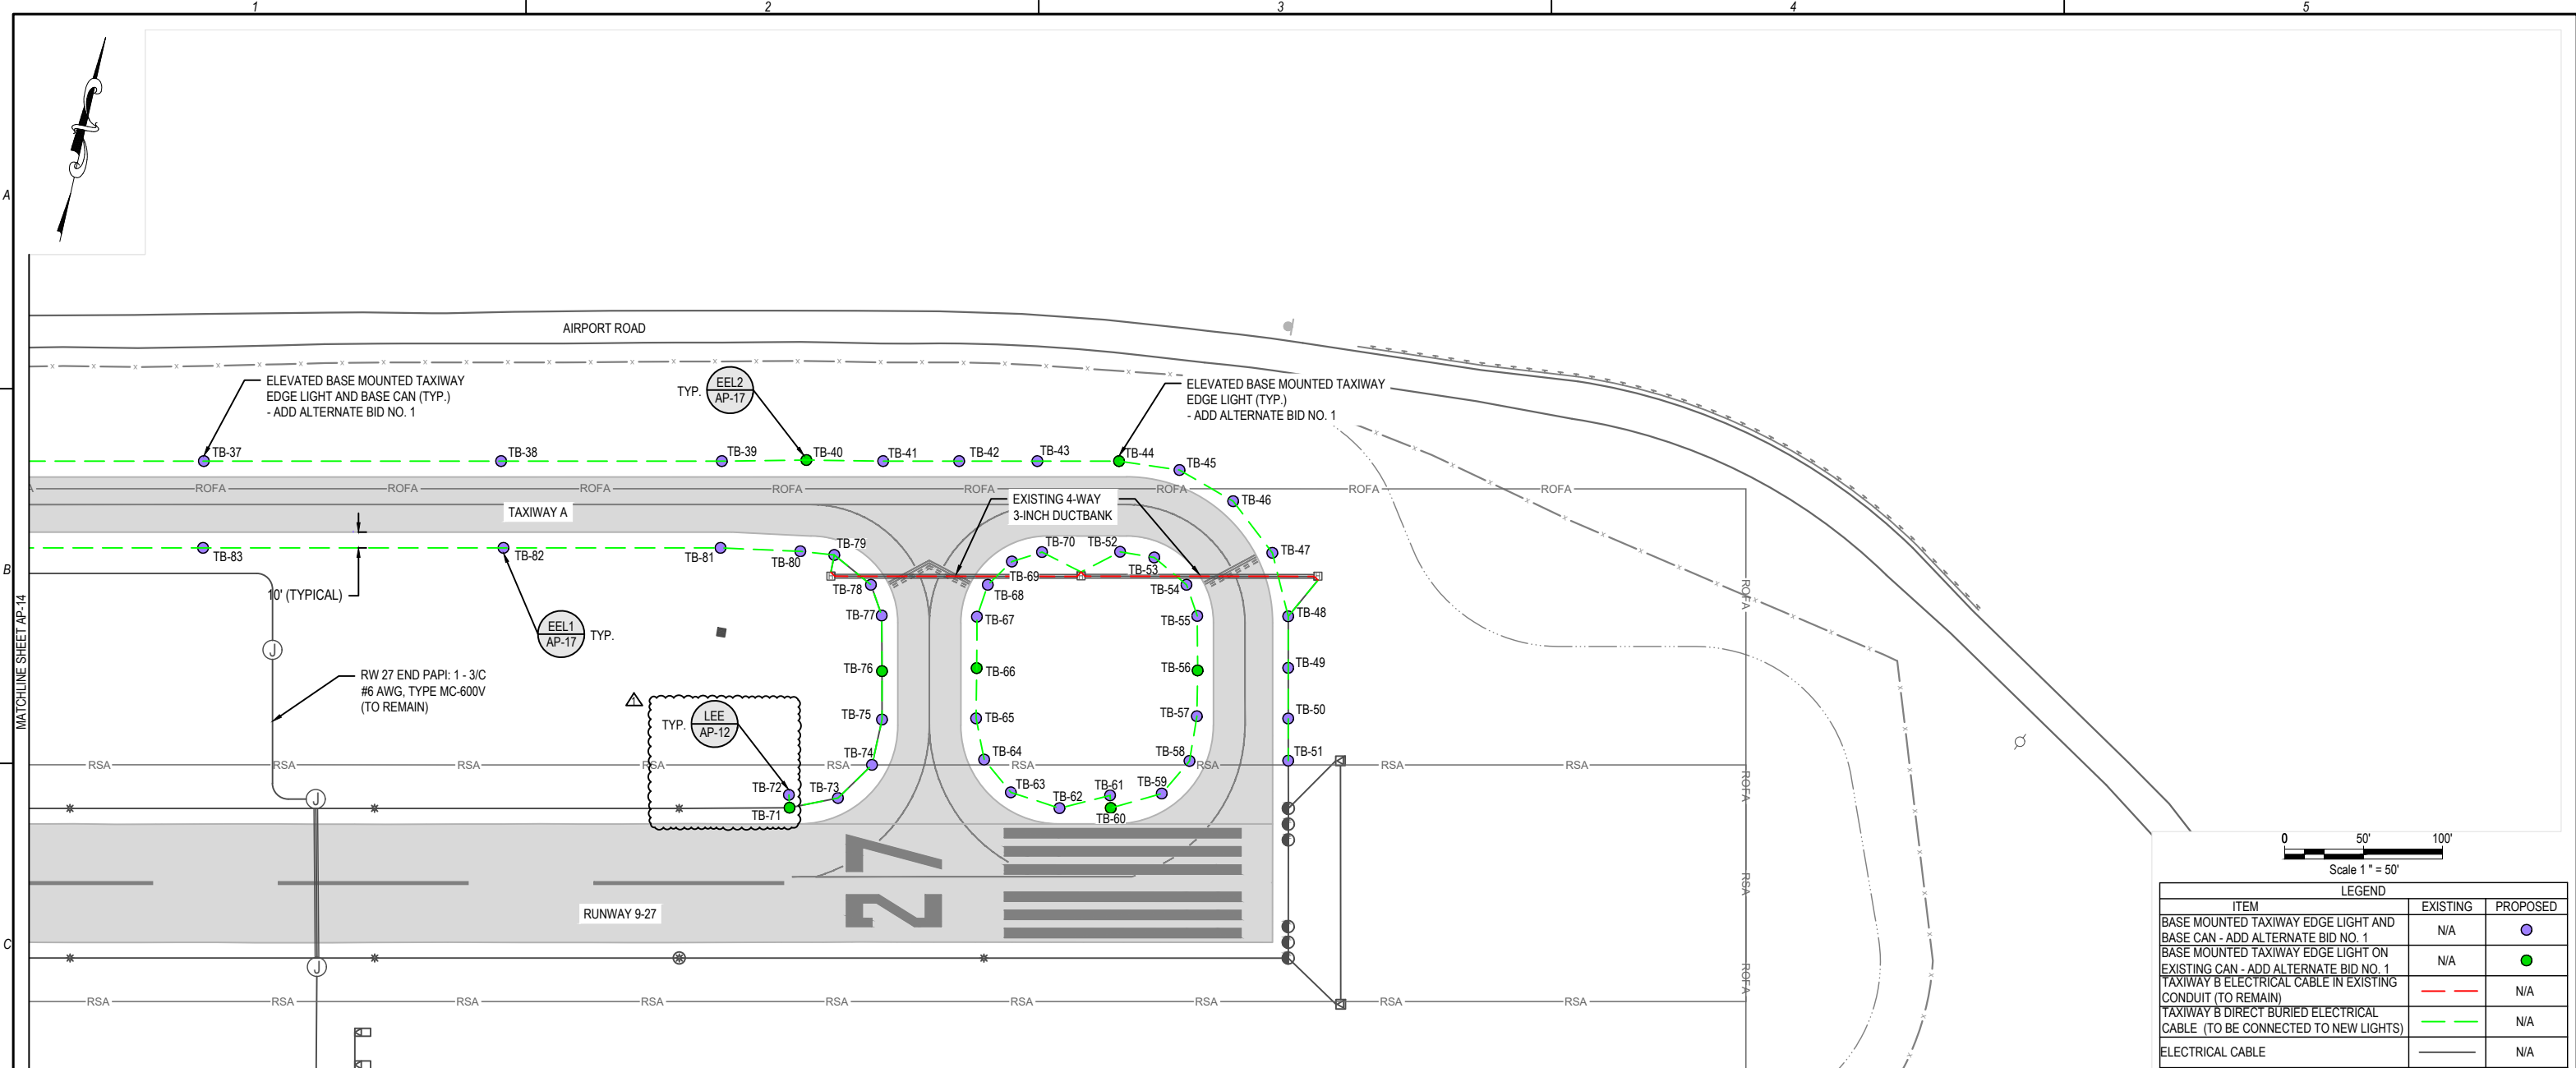 1
2
3
4
5
A
AIRPORT ROAD
ELEVATED BASE MOUNTED TAXIWAY
EDGE LIGHT AND BASE CAN (TYP.)
- ADD ALTERNATE BID NO. 1
TYP.
EEL2
AP-17
ELEVATED BASE MOUNTED TAXIWAY
EDGE LIGHT (TYP.)
- ADD ALTERNATE BID NO. 1
TB-37
TB-38
TB-39
TB-40
TB-41
TB-42
TB-43
TB-44
TB-45
ROFA
ROFA
ROFA
ROFA
ROFA
ROFA
ROFA
ROFA
TAXIWAY A
EXISTING 4-WAY
3-INCH DUCTBANK
TB-46
TB-47
TB-83
TB-82
TB-81
TB-80
TB-79
TB-70
TB-52
TB-53
B
TB-78
TB-69
TB-68
TB-54
10' (TYPICAL)
TB-77
TB-67
TB-55
TB-48
ROFA
MATCHLINE SHEET AP-14
EEL1
AP-17
TYP.
J
TB-76
TB-66
TB-56
TB-49
RW 27 END PAPI: 1 - 3/C
#6 AWG, TYPE MC-600V
(TO REMAIN)
1
TYP.
LEE
AP-12
TB-75
TB-65
TB-57
TB-50
TB-74
TB-64
TB-58
TB-51
RSA
RSA
RSA
RSA
RSA
RSA
RSA
RSA
RSA
ROFA
J
TB-72
TB-73
TB-63
TB-61
TB-59
TB-62
TB-71
TB-60
27
RUNWAY 9-27
RSA
C
J
ROFA
RSA
RSA
RSA
RSA
RSA
RSA
RSA
RSA
RSA
0
50'
100'
Scale 1 " = 50'
LEGEND
ITEM
EXISTING
PROPOSED
BASE MOUNTED TAXIWAY EDGE LIGHT AND
BASE CAN - ADD ALTERNATE BID NO. 1
N/A
BASE MOUNTED TAXIWAY EDGE LIGHT ON
EXISTING CAN - ADD ALTERNATE BID NO. 1
N/A
TAXIWAY B ELECTRICAL CABLE IN EXISTING
CONDUIT (TO REMAIN)
N/A
TAXIWAY B DIRECT BURIED ELECTRICAL
CABLE (TO BE CONNECTED TO NEW LIGHTS)
N/A
ELECTRICAL CABLE
N/A